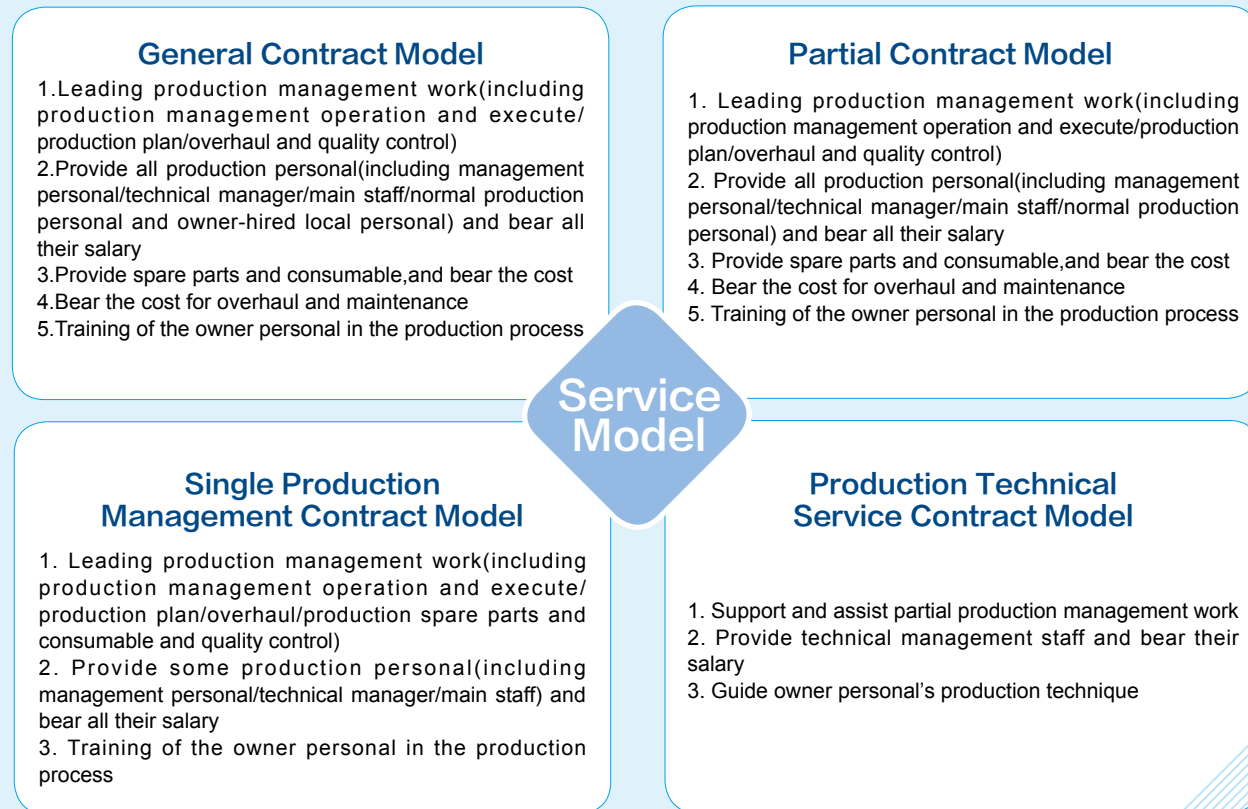 General Contract Model
1.Leading production management work(including
production management operation and execute/
production plan/overhaul and quality control)
2.Provide all production personal(including management
personal/technical manager/main staff/normal production
personal and owner-hired local personal) and bear all
their salary
3.Provide spare parts and consumable,and bear the cost
4.Bear the cost for overhaul and maintenance
5.Training of the owner personal in the production process
Partial Contract Model
1. Leading production management work(including
production management operation and execute/production
plan/overhaul and quality control)
2. Provide all production personal(including management
personal/technical manager/main staff/normal production
personal) and bear all their salary
3. Provide spare parts and consumable,and bear the cost
4. Bear the cost for overhaul and maintenance
5. Training of the owner personal in the production process
Service
Model
Single Production
Management Contract Model
1. Leading production management work(including
production management operation and execute/
production plan/overhaul/production spare parts and
consumable and quality control)
2. Provide some production personal(including
management personal/technical manager/main staff) and
bear all their salary
3. Training of the owner personal in the production
process
Production Technical
Service Contract Model
1. Support and assist partial production management work
2. Provide technical management staff and bear their
salary
3. Guide owner personal’s production technique